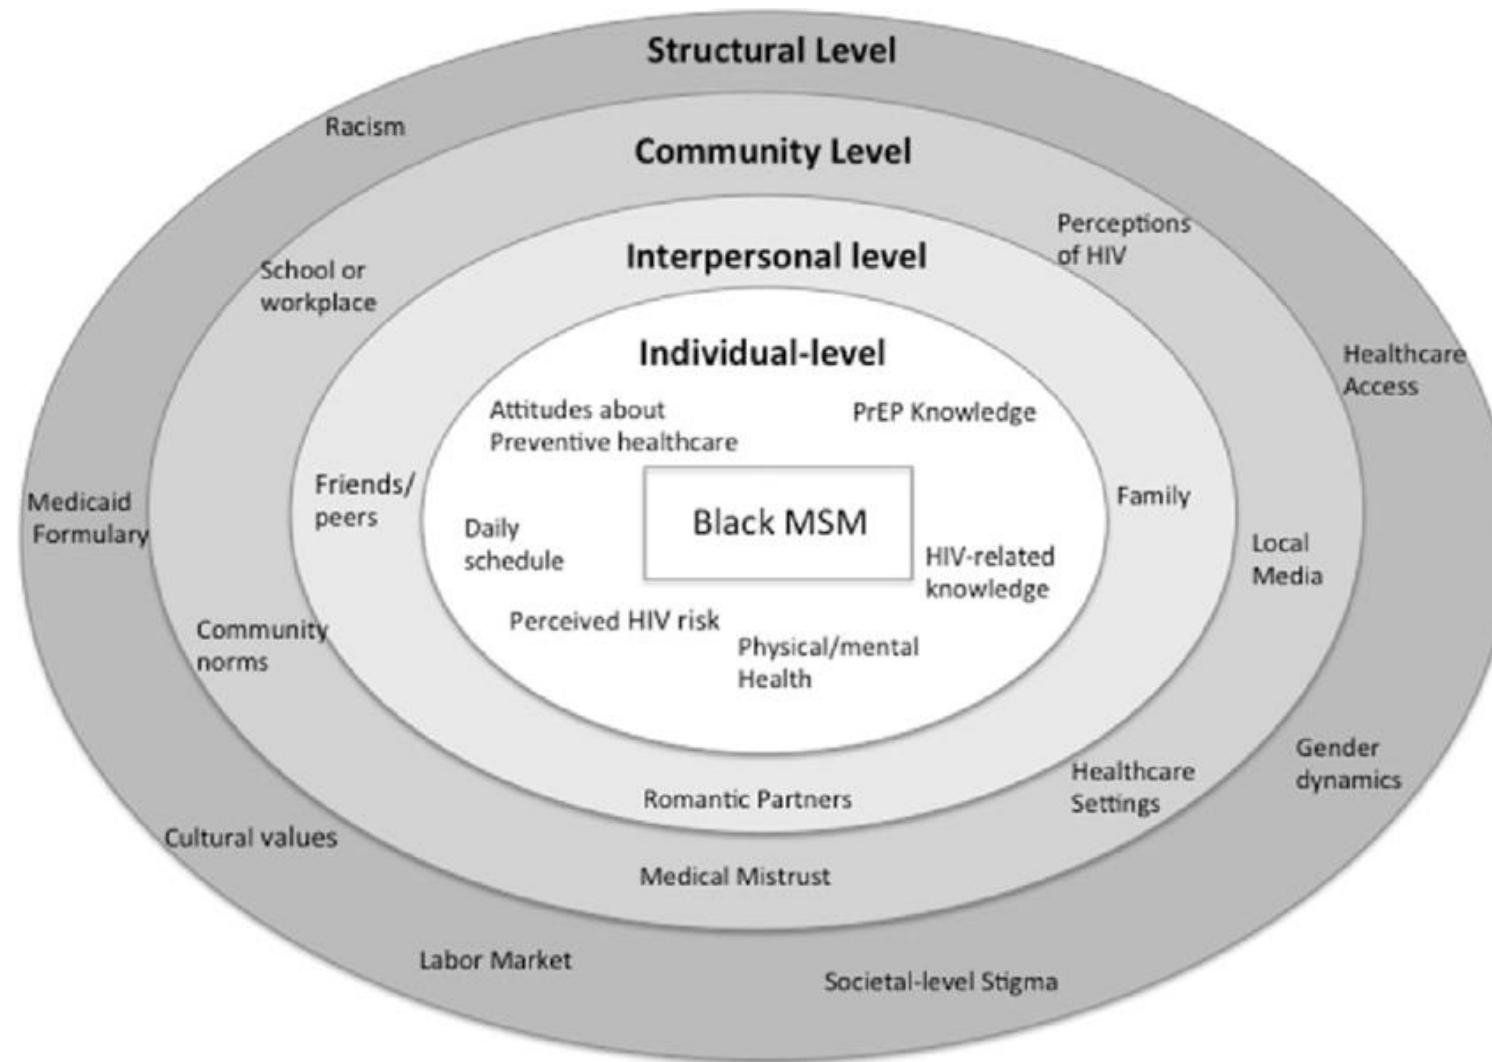 Structural Level
Racism
Community Level
Perceptions
of HIV
School or
workplace
Interpersonal level
Healthcare
Access
Individual-level
Attitudes about
Preventive healthcare
PrEP Knowledge
Medicaid
Formulary
Friends/
peers
Daily
schedule
Black MSM
Family
HIV-related
knowledge
Local
Media
Perceived HIV risk
Physical/mental
Health
Community
norms
Gender
dynamics
Healthcare
Settings
Romantic Partners
Cultural values
Medical Mistrust
Labor Market
Societal-level Stigma